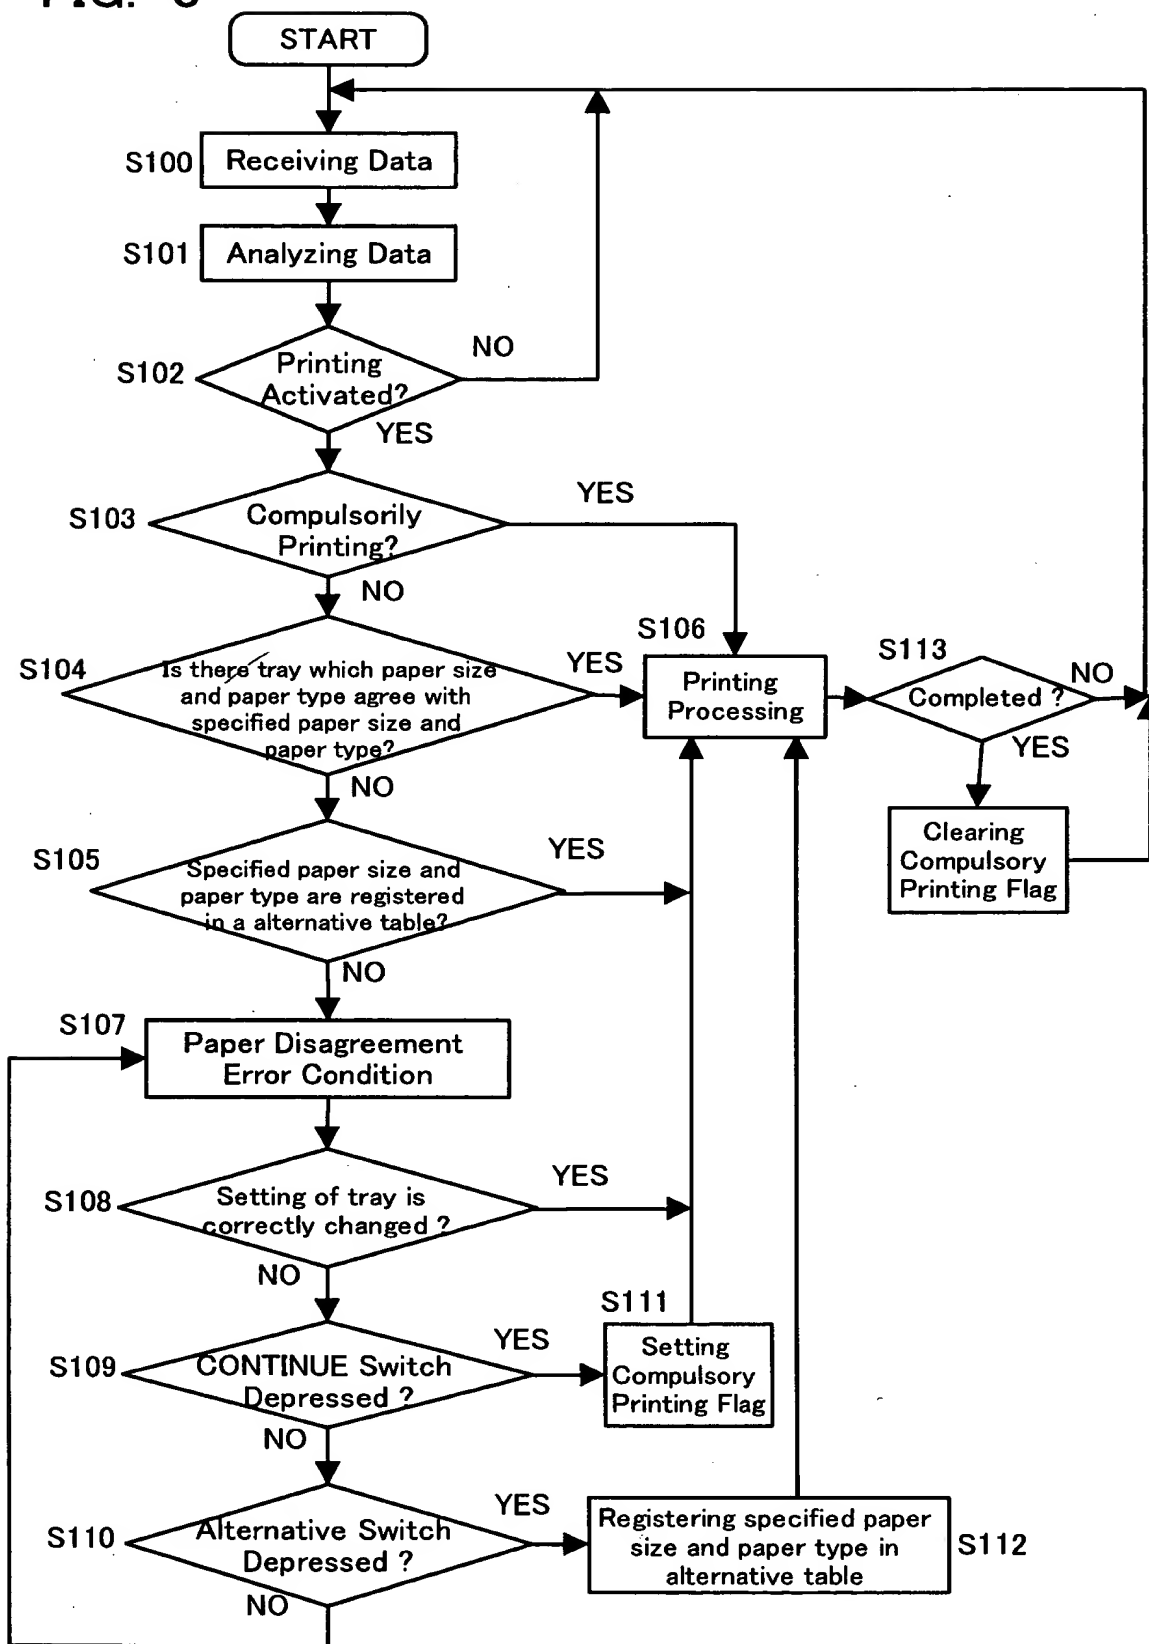 START
S100
Receiving Data
S101
Analyzing Data
S102
Printing
Activated?
NO
YES
S103
Compulsorily
Printing?
YES
NO
S104
Is there tray which paper size
and paper type agree with
specified paper size and
paper type?
YES
NO
S106
Printing
Processing
S113
Completed ?
NO
YES
Clearing
Compulsory
Printing Flag
S105
Specified paper size and
paper type are registered
in a alternative table?
YES
NO
S107
Paper Disagreement
Error Condition
S108
Setting of tray is
correctly changed ?
YES
NO
S109
CONTINUE Switch
Depressed ?
YES
NO
S111
Setting
Compulsory
Printing Flag
S110
Alternative Switch
Depressed ?
YES
NO
Registering specified paper
size and paper type in
alternative table
S112